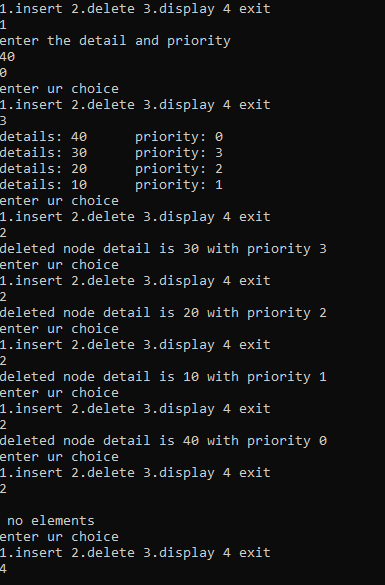 1.insert 2.delete 3.display 4 exit
1
enter the detail and priority
40
0
enter ur choice
1.insert 2.delete 3.display 4 exit
3
details: 40      priority: 0
details: 30      priority: 3
details: 20      priority: 2
details: 10      priority: 1
enter ur choice
1.insert 2.delete 3.display 4 exit
2
deleted node detail is 30 with priority 3
enter ur choice
1.insert 2.delete 3.display 4 exit
2
deleted node detail is 20 with priority 2
enter ur choice
1.insert 2.delete 3.display 4 exit
2
deleted node detail is 10 with priority 1
enter ur choice
1.insert 2.delete 3.display 4 exit
2
deleted node detail is 40 with priority 0
enter ur choice
1.insert 2.delete 3.display 4 exit
2
no elements
enter ur choice
1.insert 2.delete 3.display 4 exit
4